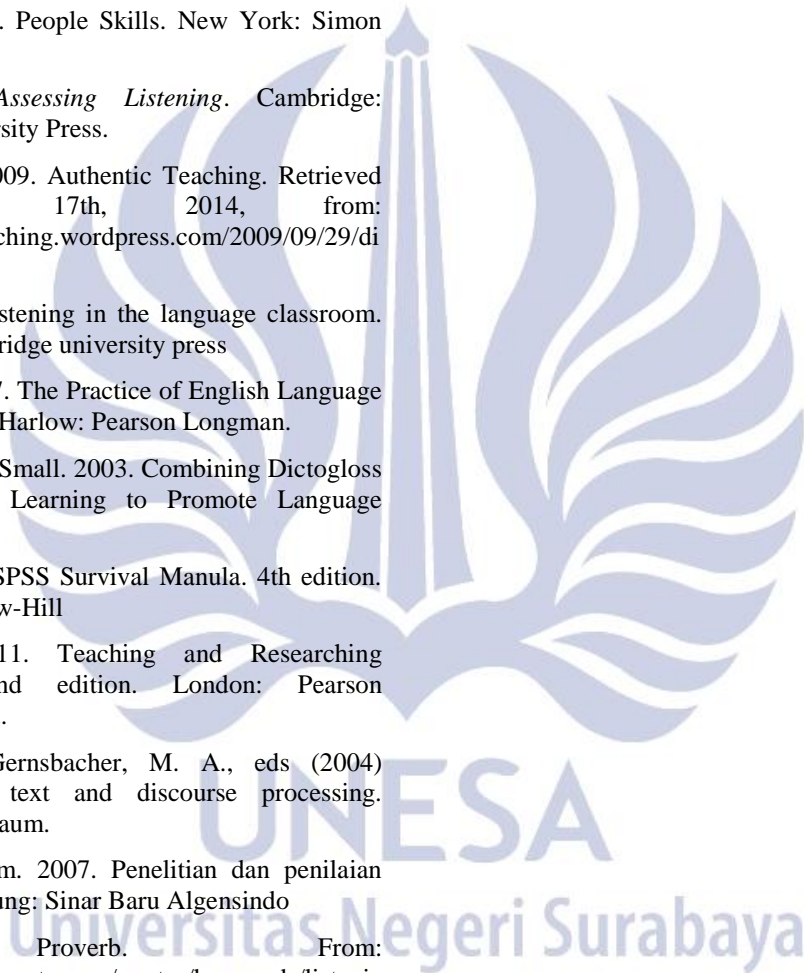 . People Skills. New York: Simon
Assessing Listening. Cambridge:
rsity Press.
009. Authentic Teaching. Retrieved
17th, 2014, from:
ching.wordpress.com/2009/09/29/di
stening in the language classroom.
ridge university press
7. The Practice of English Language
Harlow: Pearson Longman.
Small. 2003. Combining Dictogloss
Learning to Promote Language
SPSS Survival Manula. 4th edition.
w-Hill
11. Teaching and Researching
nd edition. London: Pearson
.
Gernsbacher, M. A., eds (2004)
text and discourse processing.
aum.
m. 2007. Penelitian dan penilaian
ung: Sinar Baru Algensindo
Proverb. From:
UNESA
Universitas Negeri Surabaya